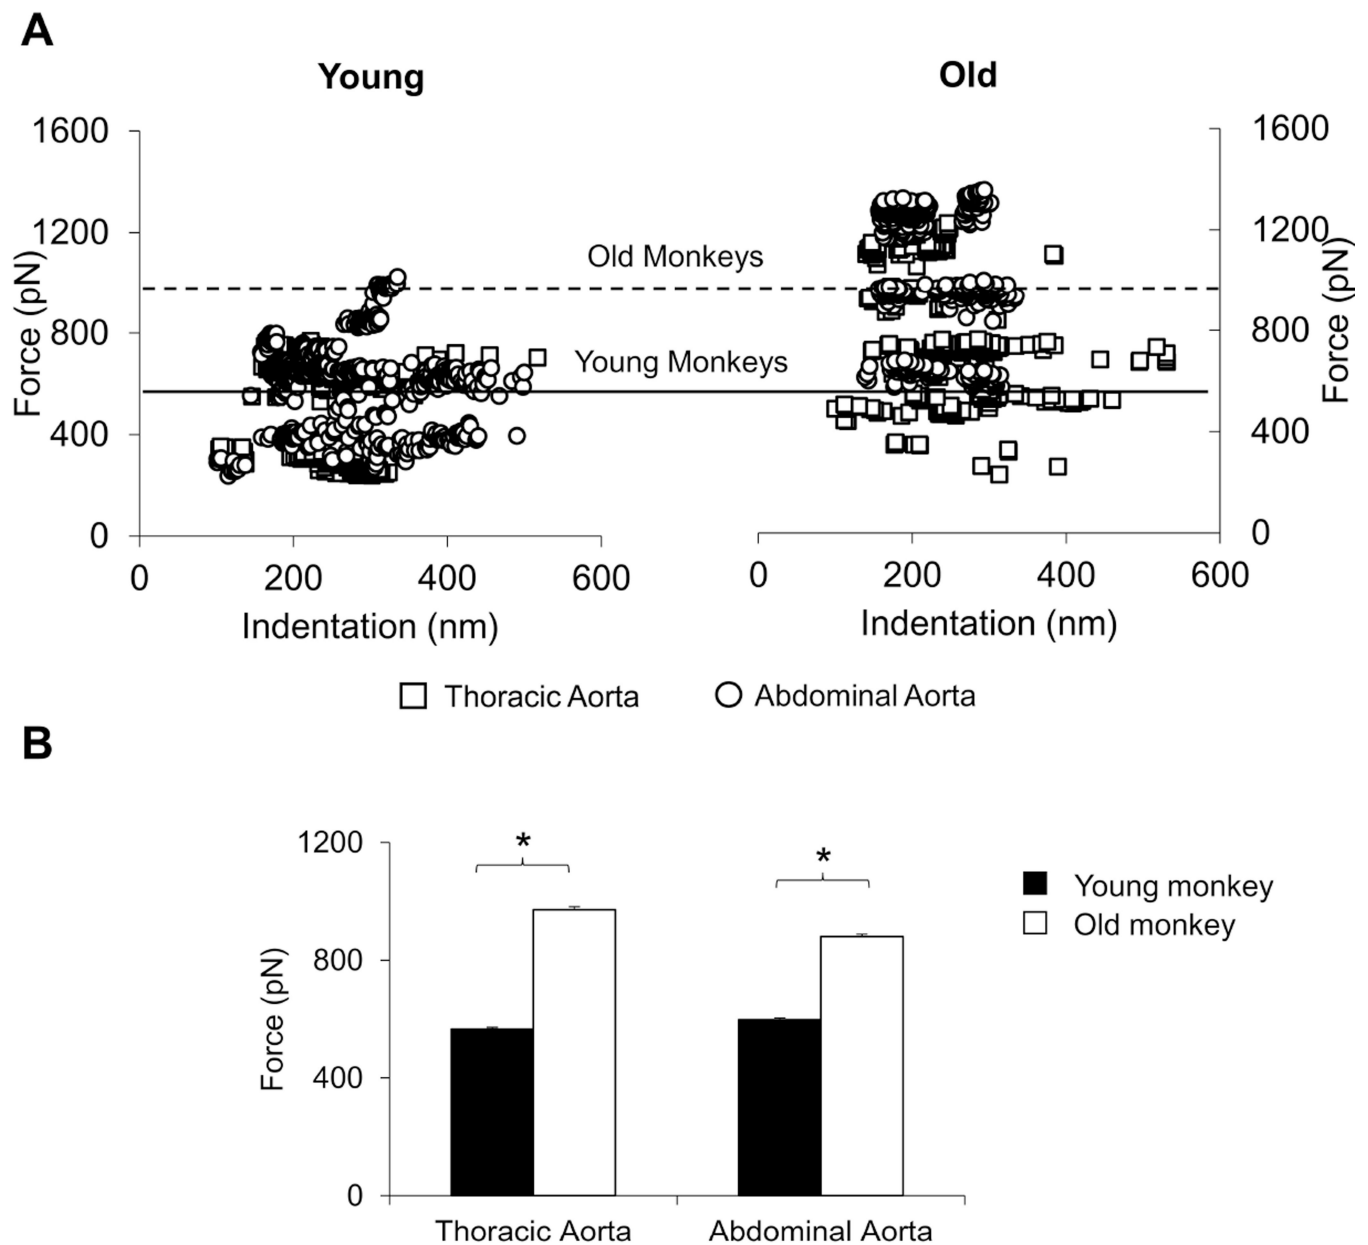 A
Young
Old
1600
1200
800
400
0
Force (pN)
0
200
400
600
Indentation (nm)
Old Monkeys
Young Monkeys
1600
1200
800
400
0
Force (pN)
0
200
400
600
Indentation (nm)
Thoracic Aorta
Abdominal Aorta
B
1200
800
400
0
Force (pN)
*
*
Young monkey
Old monkey
Thoracic Aorta
Abdominal Aorta